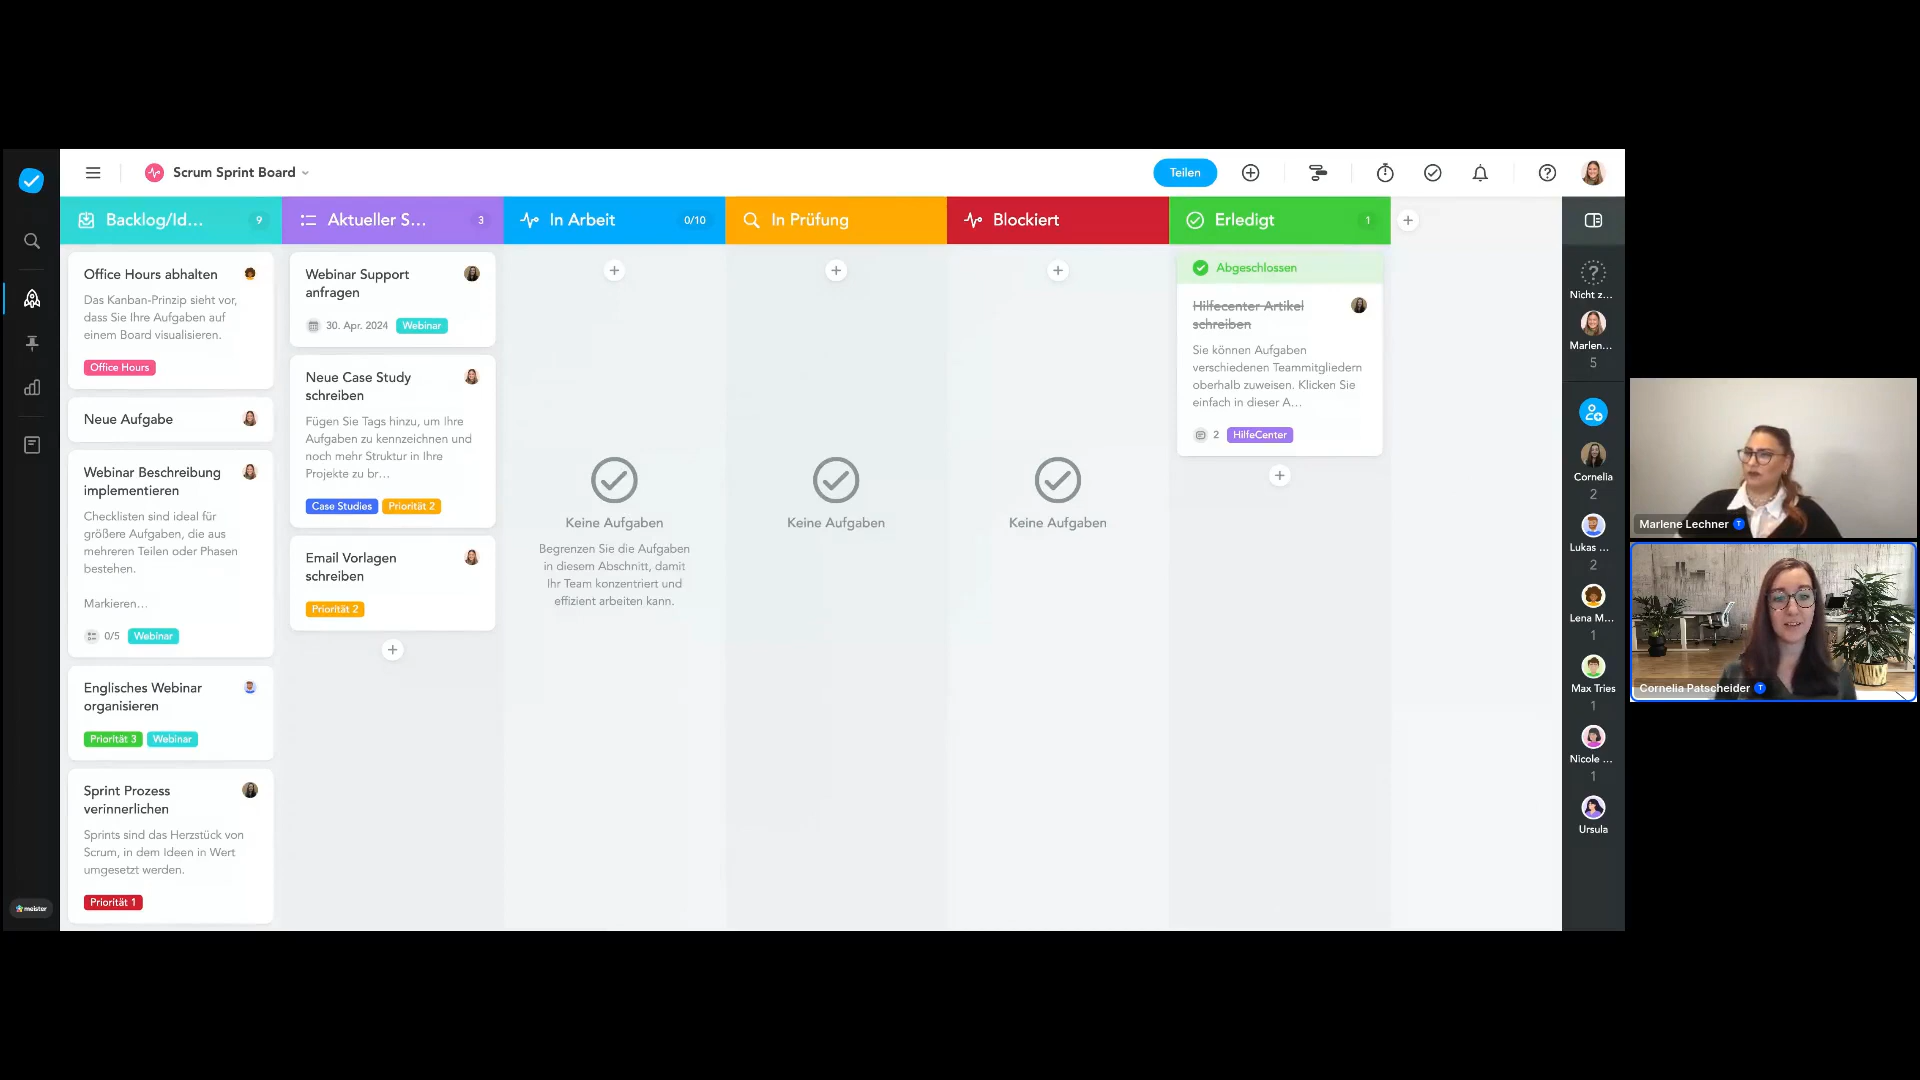 Scrum Sprint Board
Teilen
Backlog/Id... 9
Aktueller S... 3
In Arbeit 0/10
In Prüfung
Blockiert
Erledigt 1
Office Hours abhalten
Das Kanban-Prinzip sieht vor,
dass Sie Ihre Aufgaben auf
einem Board visualisieren.
Office Hours
Neue Aufgabe
Webinar Beschreibung
implementieren
Checklisten sind ideal für
größere Aufgaben, die aus
mehreren Teilen oder Phasen
bestehen.
Markieren...
0/5 Webinar
Englisches Webinar
organisieren
Priorität 3 Webinar
Sprint Prozess
verinnerlichen
Sprints sind das Herzstück von
Scrum, in dem Ideen in Wert
umgesetzt werden.
Priorität 1
Webinar Support
anfragen
30. Apr. 2024 Webinar
Neue Case Study
schreiben
Fügen Sie Tags hinzu, um Ihre
Aufgaben zu kennzeichnen und
noch mehr Struktur in Ihre
Projekte zu br...
Case Studies Priorität 2
Email Vorlagen
schreiben
Priorität 2
Keine Aufgaben
Begrenzen Sie die Aufgaben
in diesem Abschnitt, damit
Ihr Team konzentriert und
effizient arbeiten kann.
Keine Aufgaben
Keine Aufgaben
Abgeschlossen
Hilfecenter Artikel
schreiben
Sie können Aufgaben
verschiedenen Teammitgliedern
oberhalb zuweisen. Klicken Sie
einfach in dieser A...
2 HilfeCenter
Nicht z...
Marlen...
5
Cornelia
2
Lukas ...
2
Lena M...
1
Max Tries
1
Nicole ...
1
Ursula
meister
Marlene Lechner
Cornelia Patscheider